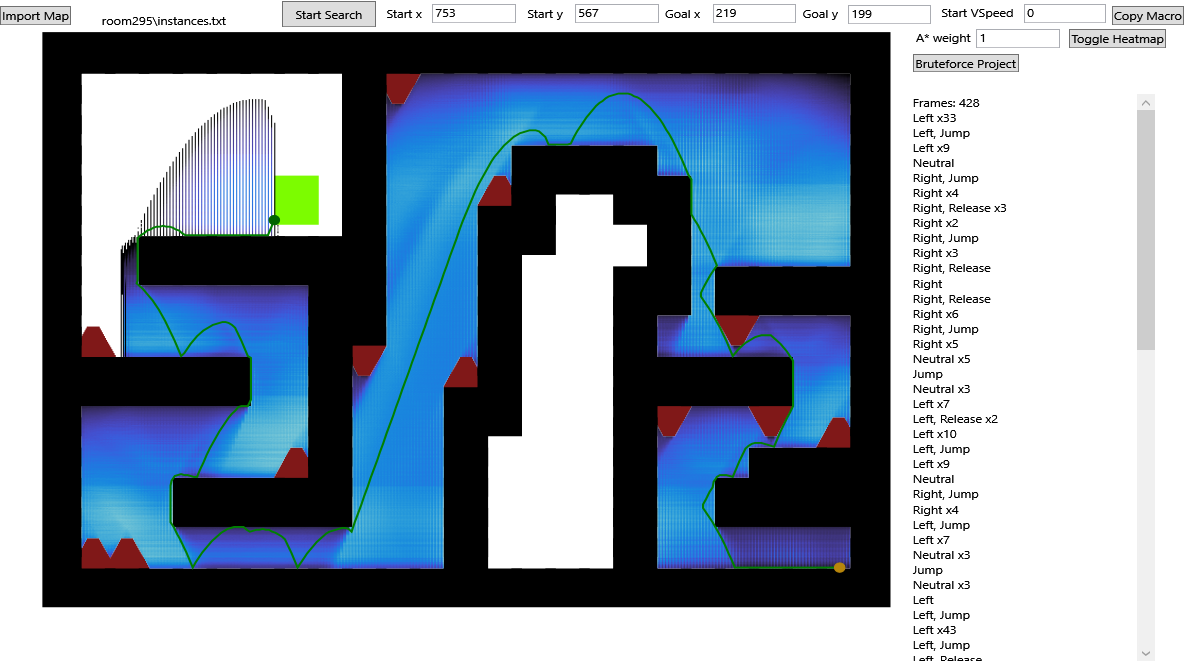 Import Map
room295\instances.txt
Start Search
Start x 753
Start y 567
Goal x 219
Goal y 199
Start VSpeed 0
Copy Macro
A* weight 1
Toggle Heatmap
Bruteforce Project
Frames: 428
Left x33
Left, Jump
Left x9
Neutral
Right, Jump
Right x4
Right, Release x3
Right x2
Right, Jump
Right x3
Right, Release
Right
Right, Release
Right x6
Right, Jump
Right x5
Neutral x5
Jump
Neutral x3
Left x7
Left, Release x2
Left x10
Left, Jump
Left x9
Neutral
Right, Jump
Right x4
Left, Jump
Left x7
Neutral x3
Jump
Neutral x3
Left
Left, Jump
Left x43
Left, Jump
Left, Release